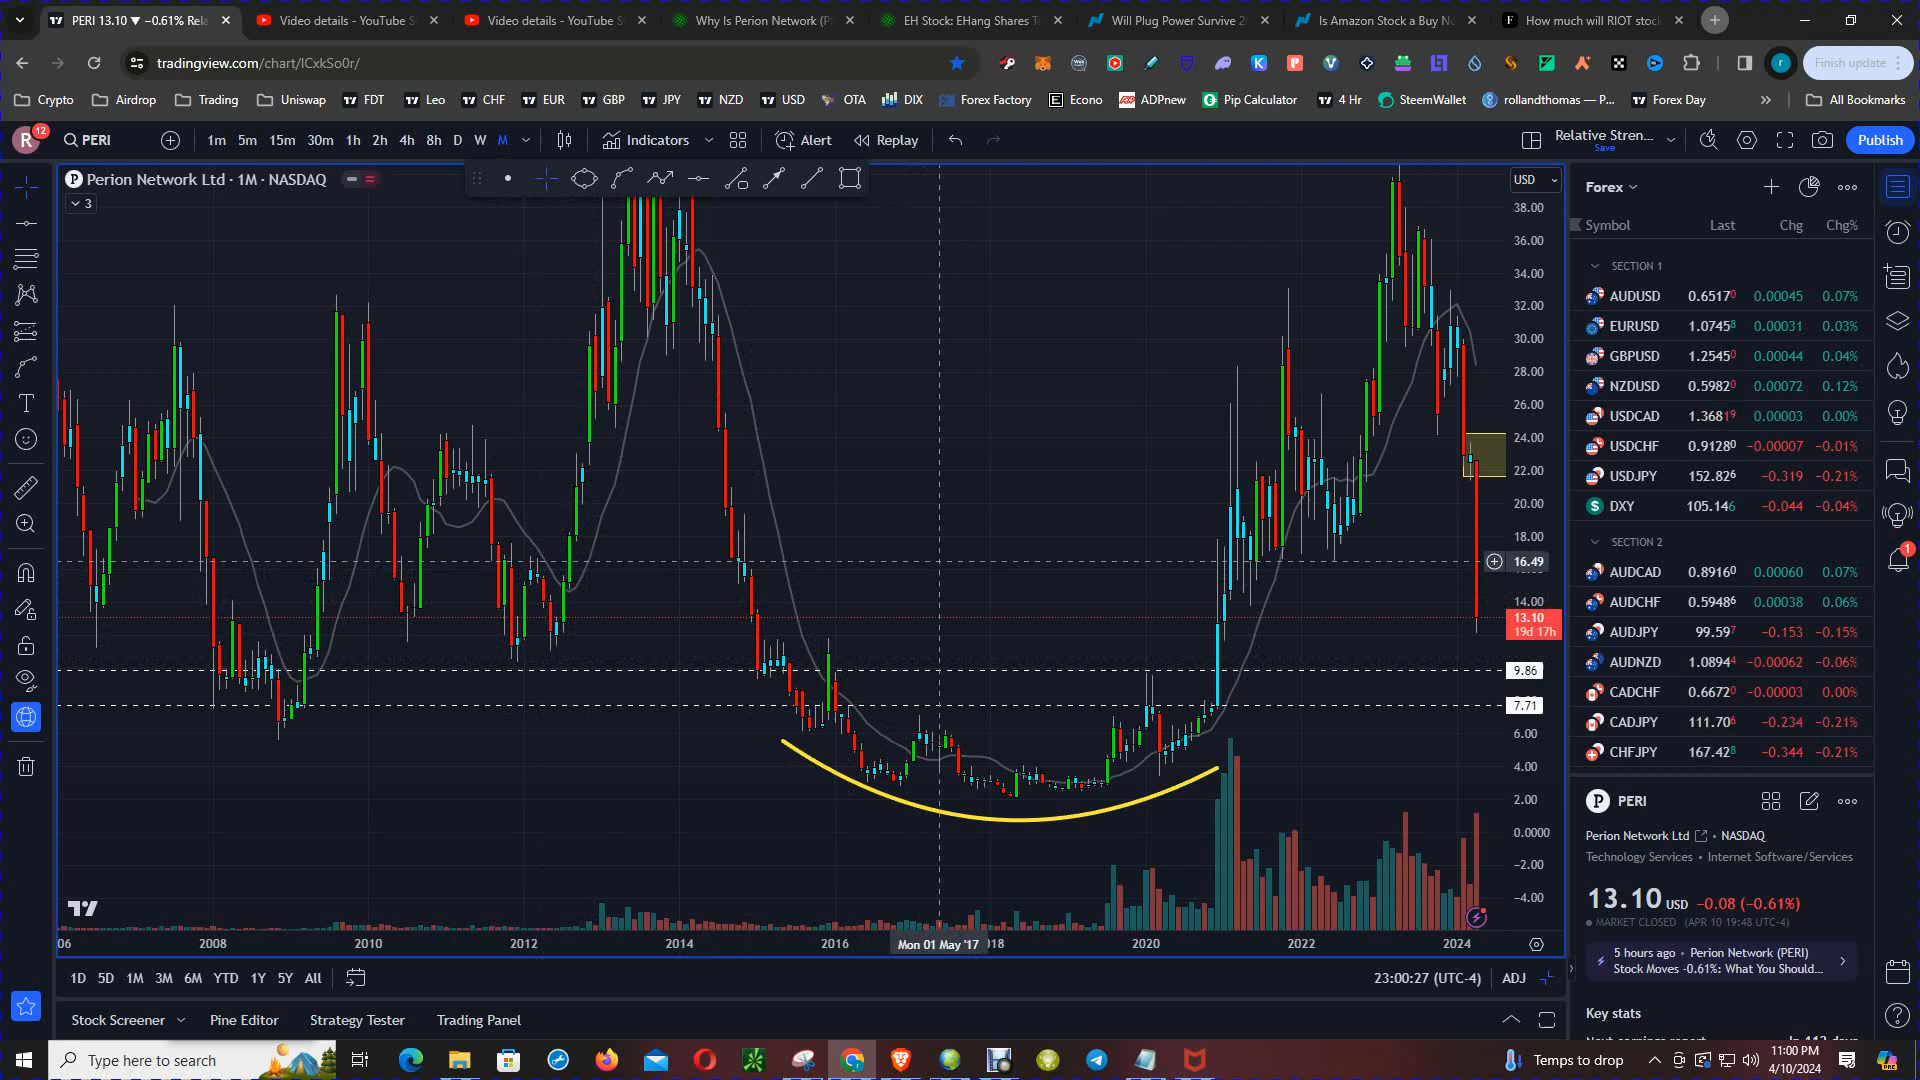 PERI 13.10 ▼ −0.61% Rela
Video details - YouTube S
Video details - YouTube S
Why Is Perion Network (P
EH Stock: EHang Shares T
Will Plug Power Survive 2
Is Amazon Stock a Buy N
How much will RIOT stock
tradingview.com/chart/ICxkSo0r/
Finish update
Crypto
Airdrop
Trading
Uniswap
FDT
Leo
CHF
EUR
GBP
JPY
NZD
USD
OTA
DIX
Forex Factory
Econo
ADPnew
Pip Calculator
4 Hr
SteemWallet
rollandthomas — P...
Forex Day
All Bookmarks
R 12
PERI
1m 5m 15m 30m 1h 2h 4h 8h D W M
Indicators
Alert
Replay
Relative Stren...
Save
Publish
Perion Network Ltd · 1M · NASDAQ
3
USD
38.00
36.00
34.00
32.00
30.00
28.00
26.00
24.00
22.00
20.00
18.00
16.49
14.00
13.10
19d 17h
9.86
7.71
6.00
4.00
2.00
0.0000
−2.00
−4.00
06 2008 2010 2012 2014 2016 Mon 01 May '17 18 2020 2022 2024
1D 5D 1M 3M 6M YTD 1Y 5Y All
23:00:27 (UTC-4) ADJ
Stock Screener Pine Editor Strategy Tester Trading Panel
Forex
Symbol Last Chg Chg%
SECTION 1
AUDUSD 0.65170 0.00045 0.07%
EURUSD 1.07458 0.00031 0.03%
GBPUSD 1.25450 0.00044 0.04%
NZDUSD 0.59820 0.00072 0.12%
USDCAD 1.36819 0.00003 0.00%
USDCHF 0.91280 −0.00007 −0.01%
USDJPY 152.826 −0.319 −0.21%
DXY 105.146 −0.044 −0.04%
SECTION 2
AUDCAD 0.89160 0.00060 0.07%
AUDCHF 0.59486 0.00038 0.06%
AUDJPY 99.597 −0.153 −0.15%
AUDNZD 1.08944 −0.00062 −0.06%
CADCHF 0.66720 −0.00003 0.00%
CADJPY 111.706 −0.234 −0.21%
CHFJPY 167.428 −0.344 −0.21%
PERI
Perion Network Ltd • NASDAQ
Technology Services • Internet Software/Services
13.10 USD −0.08 (−0.61%)
MARKET CLOSED (APR 10 19:48 UTC-4)
5 hours ago • Perion Network (PERI)
Stock Moves -0.61%: What You Should...
Key stats
Type here to search
Temps to drop
11:00 PM
4/10/2024